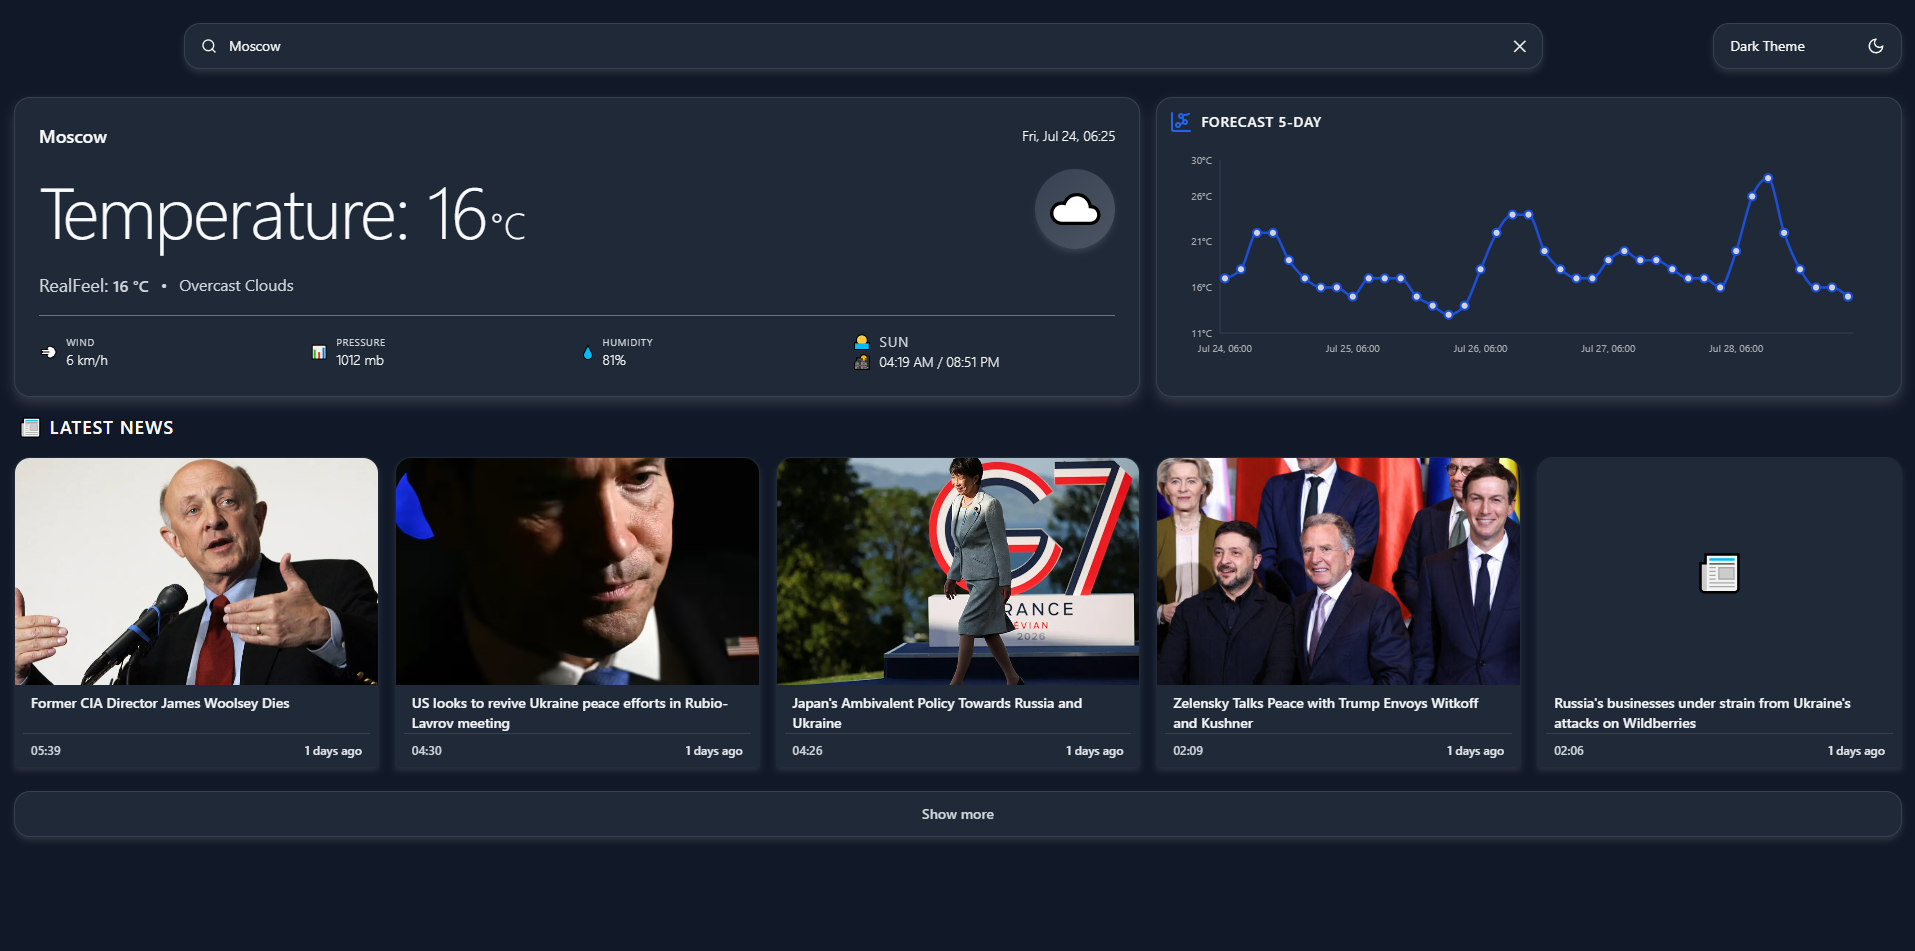 Moscow
Dark Theme
Moscow
Fri, Jul 24, 06:25
Temperature: 16°C
RealFeel: 16 °C • Overcast Clouds
WIND
6 km/h
PRESSURE
1012 mb
HUMIDITY
81%
SUN
04:19 AM / 08:51 PM
FORECAST 5-DAY
30°C
26°C
21°C
16°C
11°C
Jul 24, 06:00
Jul 25, 06:00
Jul 26, 06:00
Jul 27, 06:00
Jul 28, 06:00
LATEST NEWS
Former CIA Director James Woolsey Dies
05:39
1 days ago
US looks to revive Ukraine peace efforts in Rubio-
Lavrov meeting
04:30
1 days ago
G7
RANCE
ÉVIAN
2026
Japan's Ambivalent Policy Towards Russia and
Ukraine
04:26
1 days ago
Zelensky Talks Peace with Trump Envoys Witkoff
and Kushner
02:09
1 days ago
Russia's businesses under strain from Ukraine's
attacks on Wildberries
02:06
1 days ago
Show more